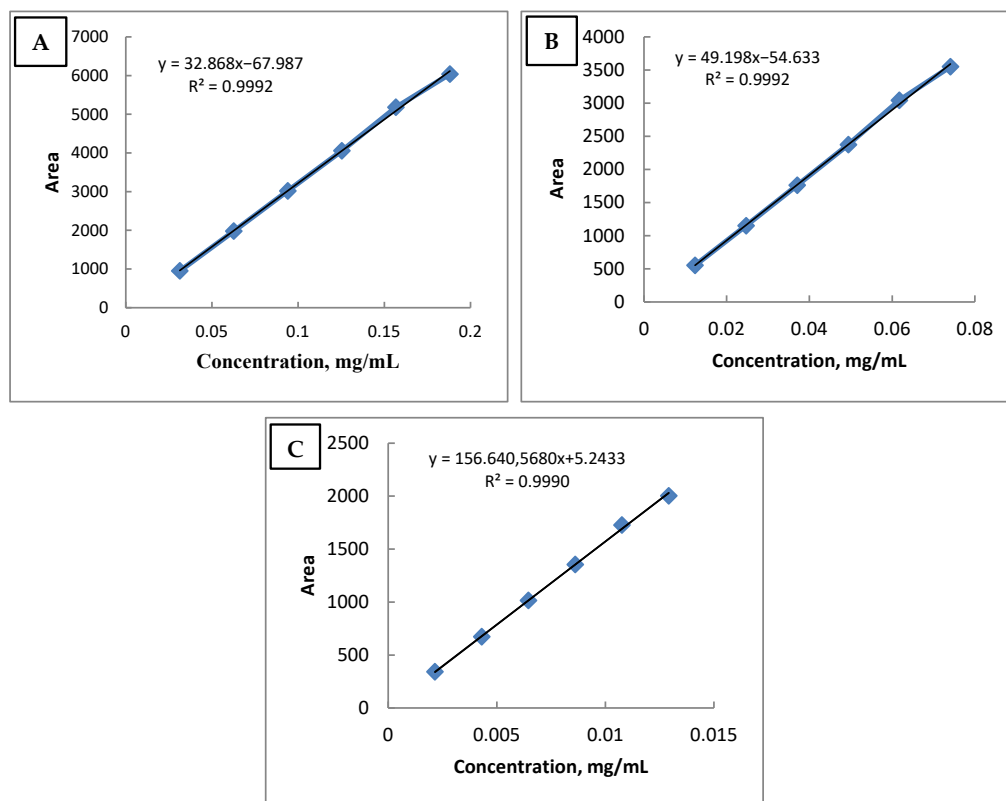 A
y = 32.868x−67.987
R² = 0.9992
7000
6000
5000
4000
3000
2000
1000
0
Area
0 0.05 0.1 0.15 0.2
Concentration, mg/mL
B
y = 49.198x−54.633
R² = 0.9992
4000
3500
3000
2500
2000
1500
1000
500
0
Area
0 0.02 0.04 0.06 0.08
Concentration, mg/mL
C
y = 156.640,5680x+5.2433
R² = 0.9990
2500
2000
1500
1000
500
0
Area
0 0.005 0.01 0.015
Concentration, mg/mL